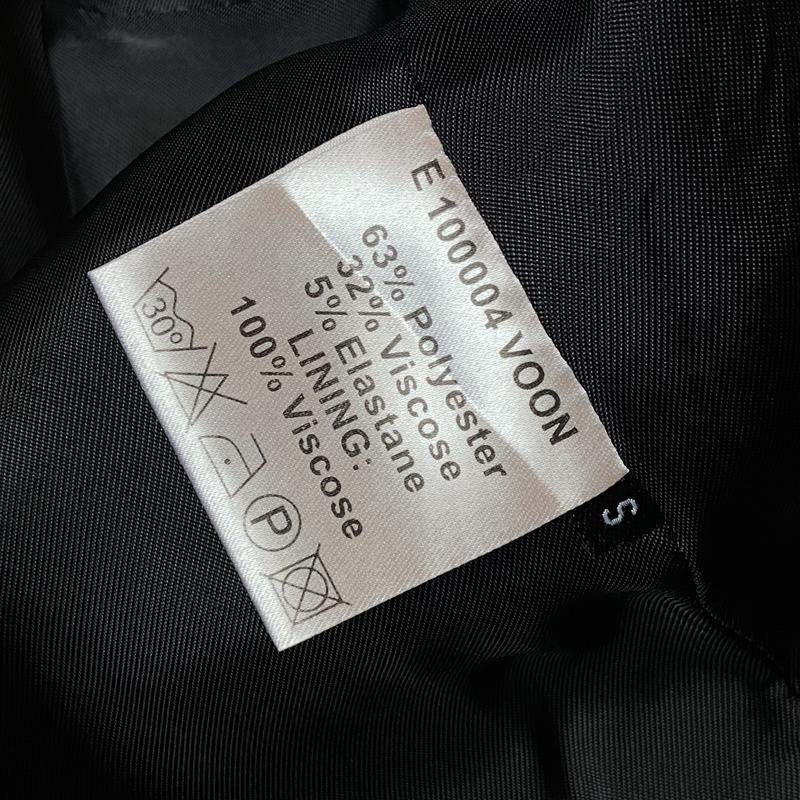 E 100004 VOON
63% Polyester
32% Viscose
5% Elastane
LINING:
100% Viscose
30°
P
S